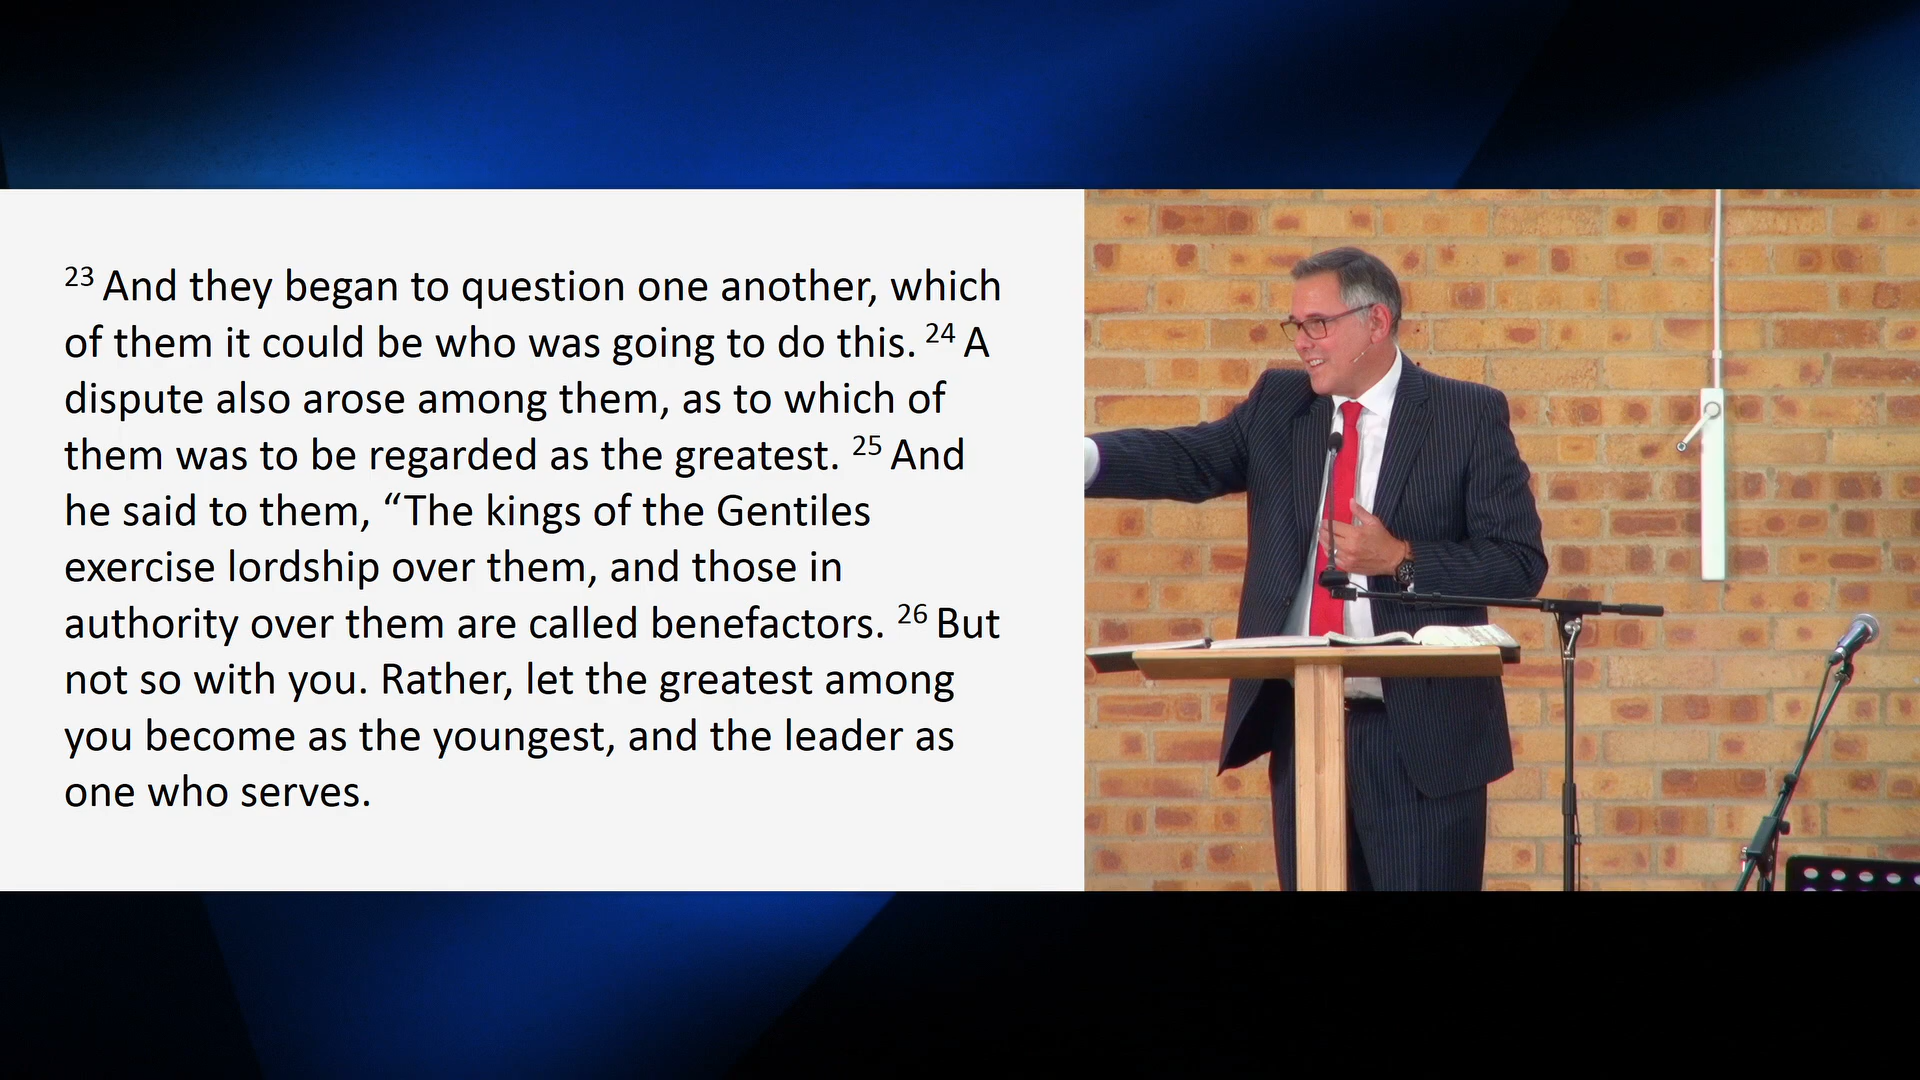 23 And they began to question one another, which
of them it could be who was going to do this. 24 A
dispute also arose among them, as to which of
them was to be regarded as the greatest. 25 And
he said to them, “The kings of the Gentiles
exercise lordship over them, and those in
authority over them are called benefactors. 26 But
not so with you. Rather, let the greatest among
you become as the youngest, and the leader as
one who serves.